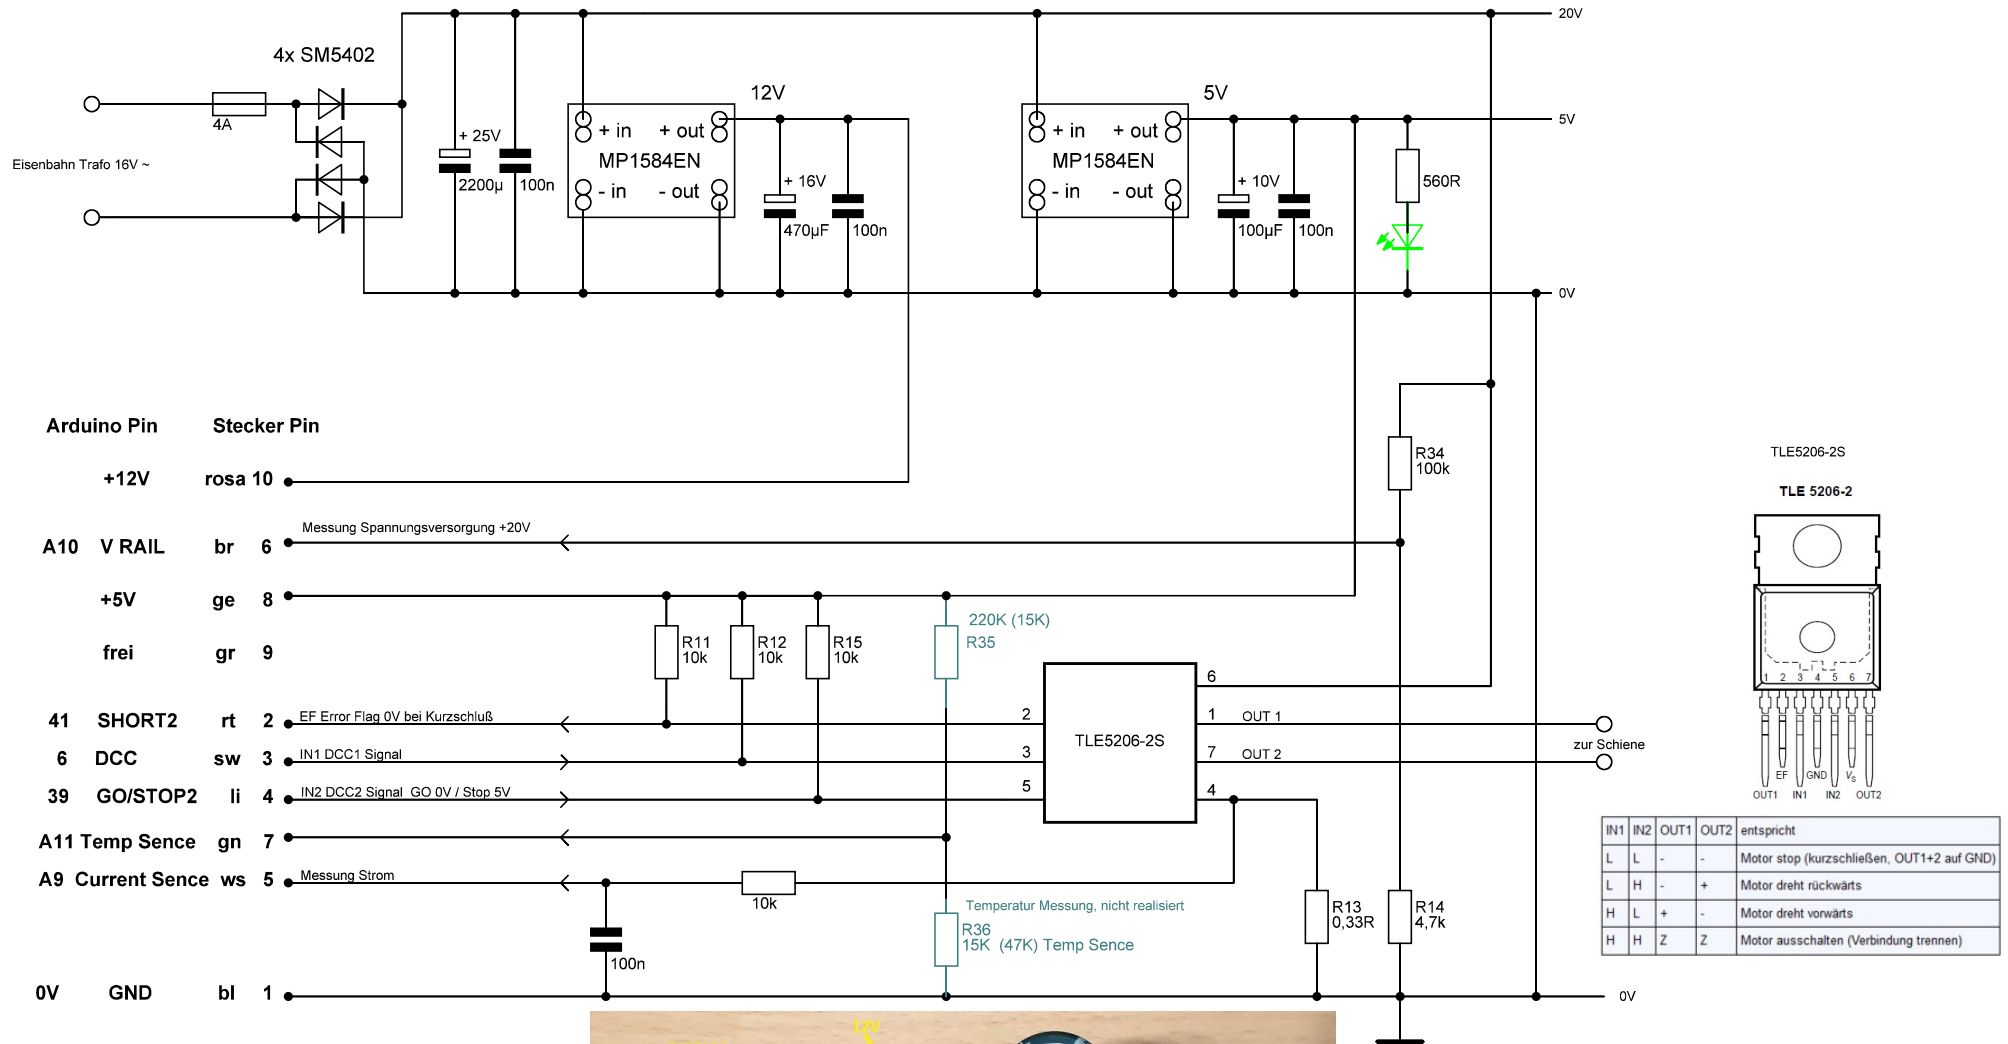 20V
4x SM5402
12V
5V
4A
+ in
+ out
MP1584EN
- in
- out
+ in
+ out
MP1584EN
- in
- out
5V
Eisenbahn Trafo 16V ~
+ 25V
2200µ
100n
+ 16V
470µF
100n
+ 10V
100µF
100n
560R
0V
Arduino Pin
Stecker Pin
+12V rosa 10
R34
100k
TLE5206-2S
TLE 5206-2
Messung Spannungsversorgung +20V
A10 V RAIL br 6
+5V ge 8
frei gr 9
R11
10k
R12
10k
R15
10k
220K (15K)
R35
41 SHORT2 rt 2
EF Error Flag 0V bei Kurzschluß
6 DCC sw 3
IN1 DCC1 Signal
39 GO/STOP2 li 4
IN2 DCC2 Signal GO 0V / Stop 5V
A11 Temp Sence gn 7
A9 Current Sence ws 5
Messung Strom
10k
100n
2
3
5
TLE5206-2S
6
1
7
4
OUT 1
OUT 2
zur Schiene
1 2 3 4 5 6 7
EF GND VS
OUT1 IN1 IN2 OUT2
Temperatur Messung, nicht realisiert
R36
15K (47K) Temp Sence
R13
0,33R
R14
4,7k
IN1 IN2 OUT1 OUT2 entspricht
L L - - Motor stop (kurzschließen, OUT1+2 auf GND)
L H - + Motor dreht rückwärts
H L + - Motor dreht vorwärts
H H Z Z Motor ausschalten (Verbindung trennen)
0V GND bl 1
0V
12V